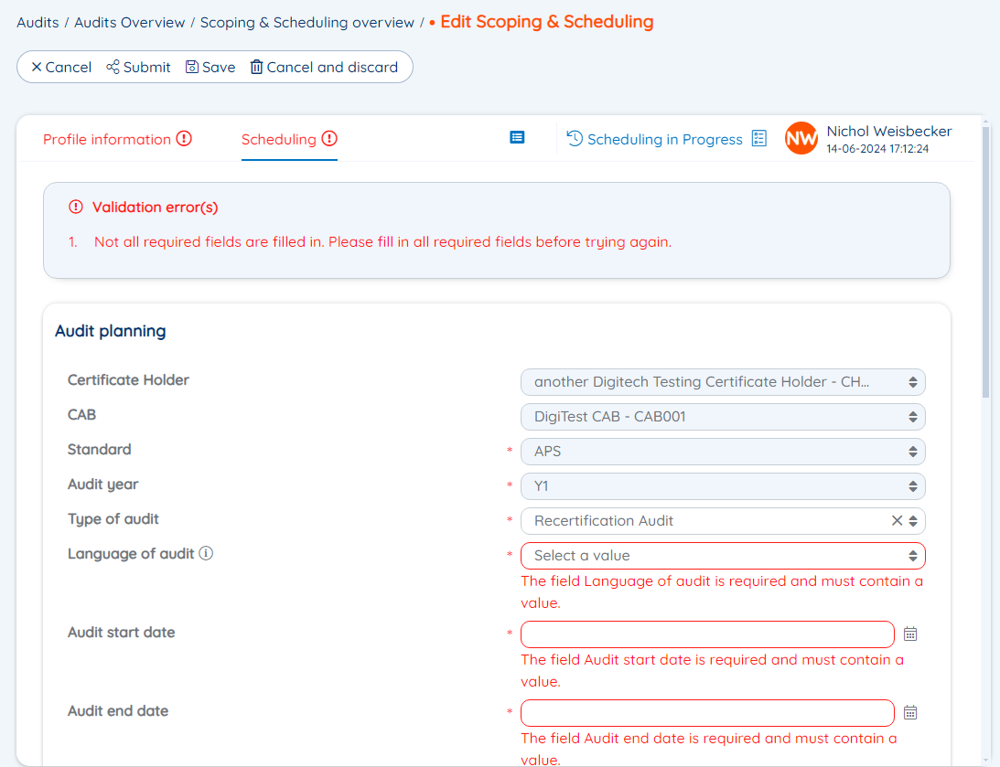 Audits / Audits Overview / Scoping & Scheduling overview / • Edit Scoping & Scheduling
Cancel Submit Save Cancel and discard
Profile information Scheduling Scheduling in Progress NW Nichol Weisbecker
14-06-2024 17:12:24
Validation error(s)
1. Not all required fields are filled in. Please fill in all required fields before trying again.
Audit planning
Certificate Holder another Digitech Testing Certificate Holder - CH...
CAB DigiTest CAB - CAB001
Standard * APS
Audit year * Y1
Type of audit * Recertification Audit
Language of audit * Select a value
The field Language of audit is required and must contain a
value.
Audit start date *
The field Audit start date is required and must contain a
value.
Audit end date *
The field Audit end date is required and must contain a
value.